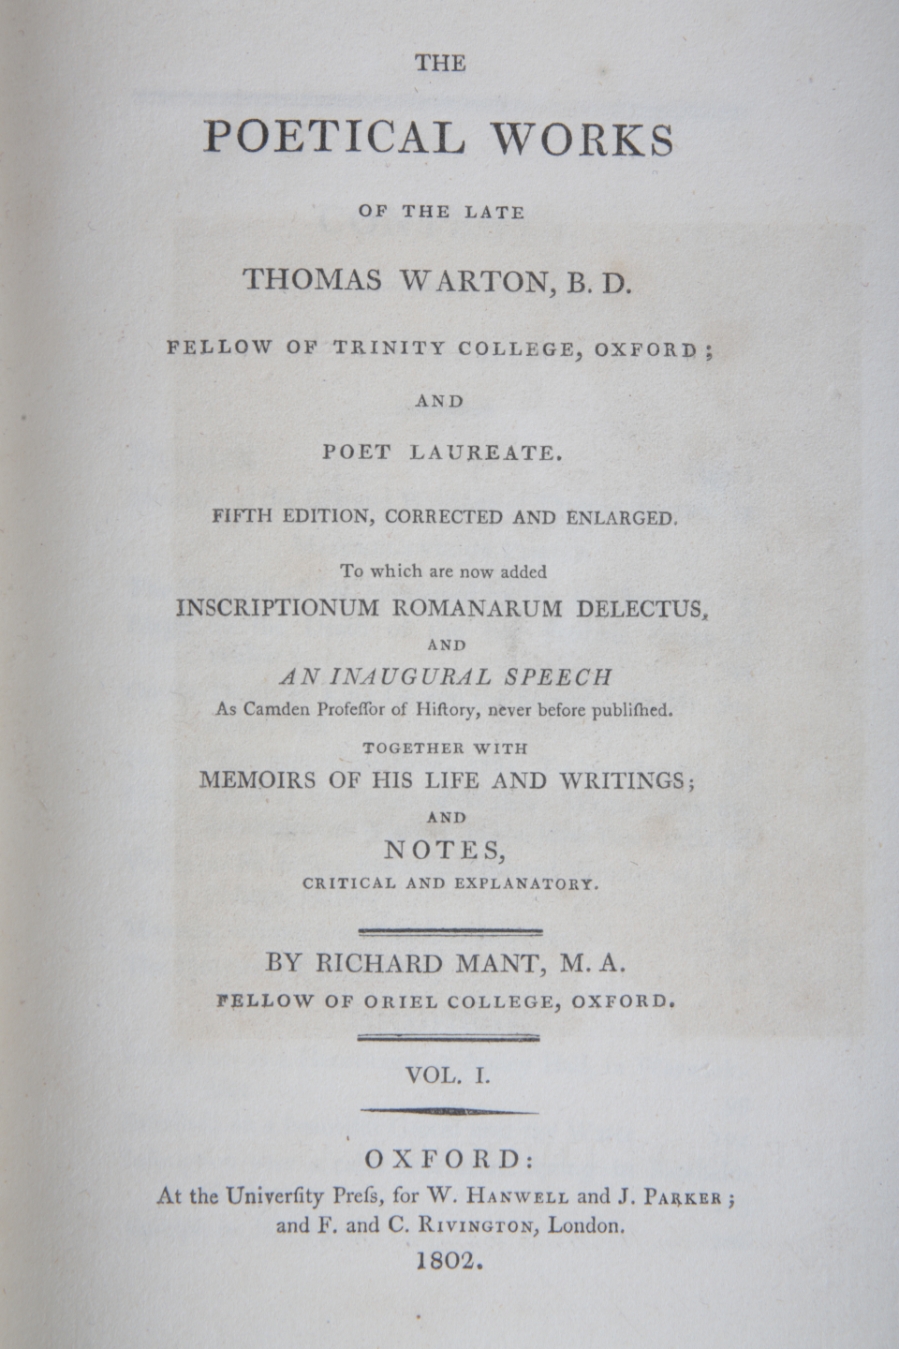 THE
POETICAL WORKS
OF THE LATE
THOMAS WARTON, B. D.
FELLOW OF TRINITY COLLEGE, OXFORD;
AND
POET LAUREATE.
FIFTH EDITION, CORRECTED AND ENLARGED.
To which are now added
INSCRIPTIONUM ROMANARUM DELECTUS,
AND
AN INAUGURAL SPEECH
As Camden Profeſſor of Hiſtory, never before publiſhed.
TOGETHER WITH
MEMOIRS OF HIS LIFE AND WRITINGS;
AND
NOTES,
CRITICAL AND EXPLANATORY.
BY RICHARD MANT, M. A.
FELLOW OF ORIEL COLLEGE, OXFORD.
VOL. I.
OXFORD:
At the Univerſity Preſs, for W. HANWELL and J. PARKER;
and F. and C. RIVINGTON, London.
1802.